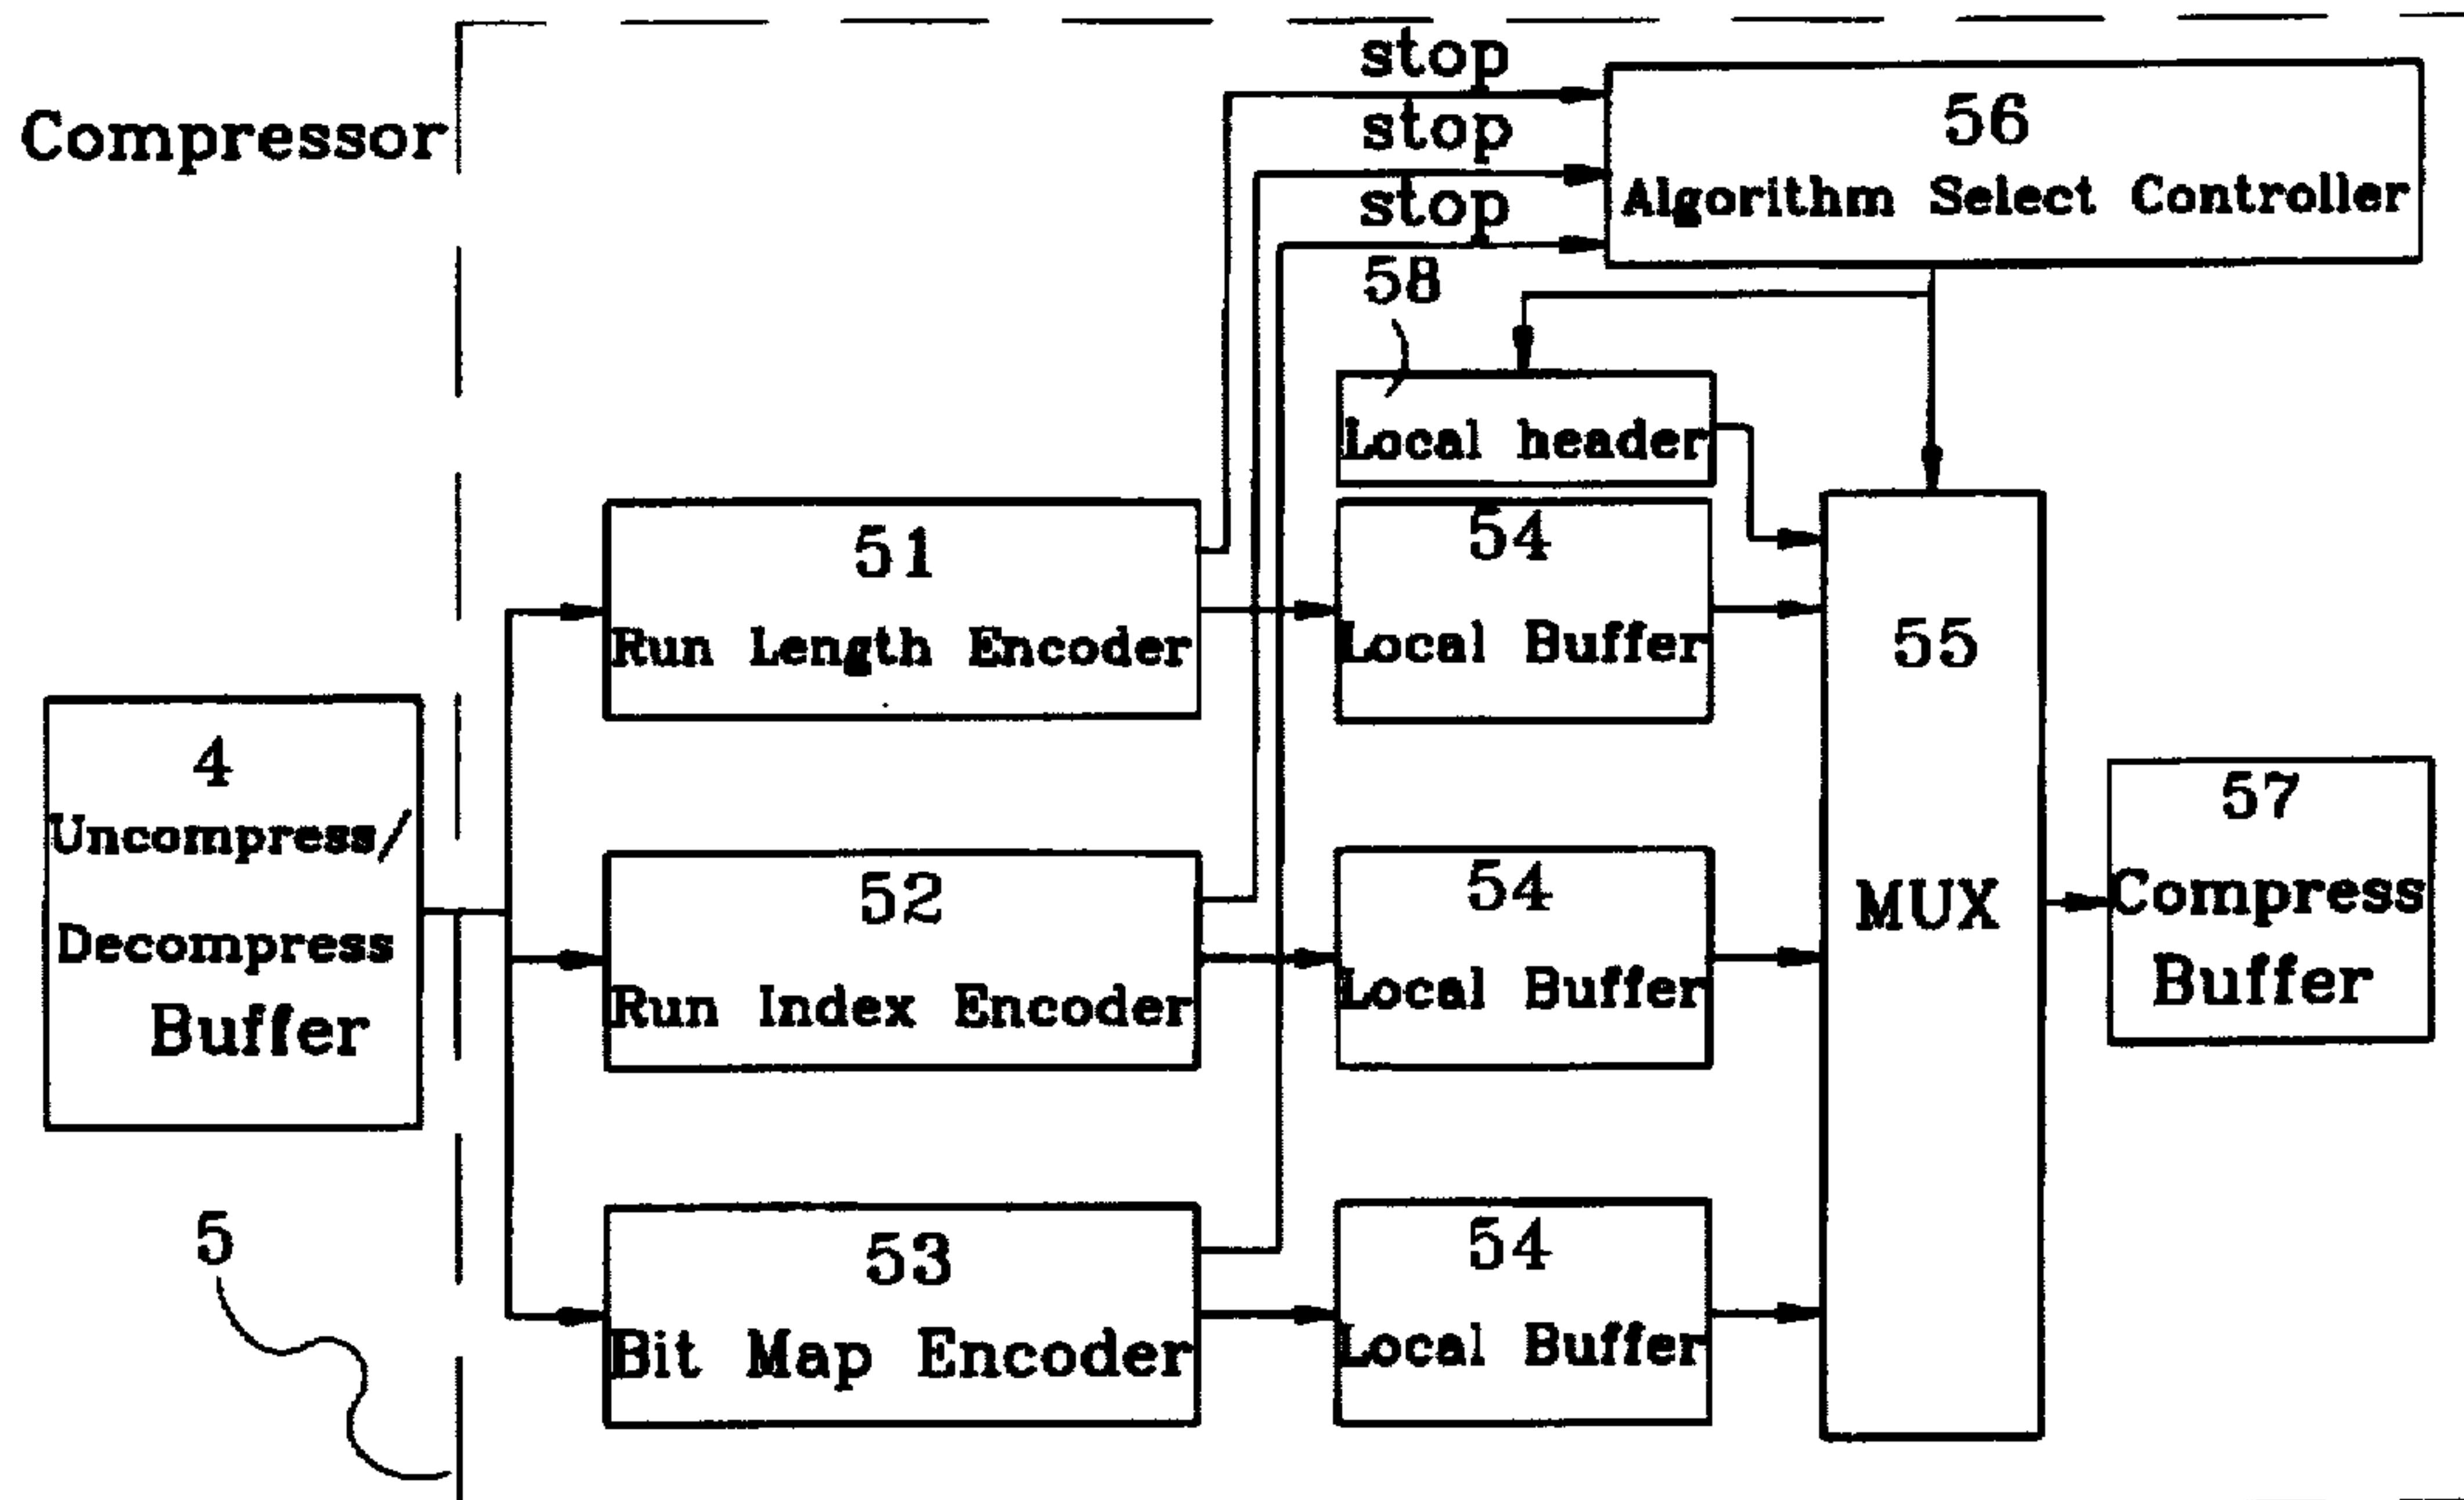 Compressor
stop
stop
stop
56
Algorithm Select Controller
58
Local header
51
Run Length Encoder
54
Local Buffer
55
MUX
4
Uncompress/
Decompress
Buffer
52
Run Index Encoder
54
Local Buffer
57
Compress
Buffer
5
53
Bit Map Encoder
54
Local Buffer